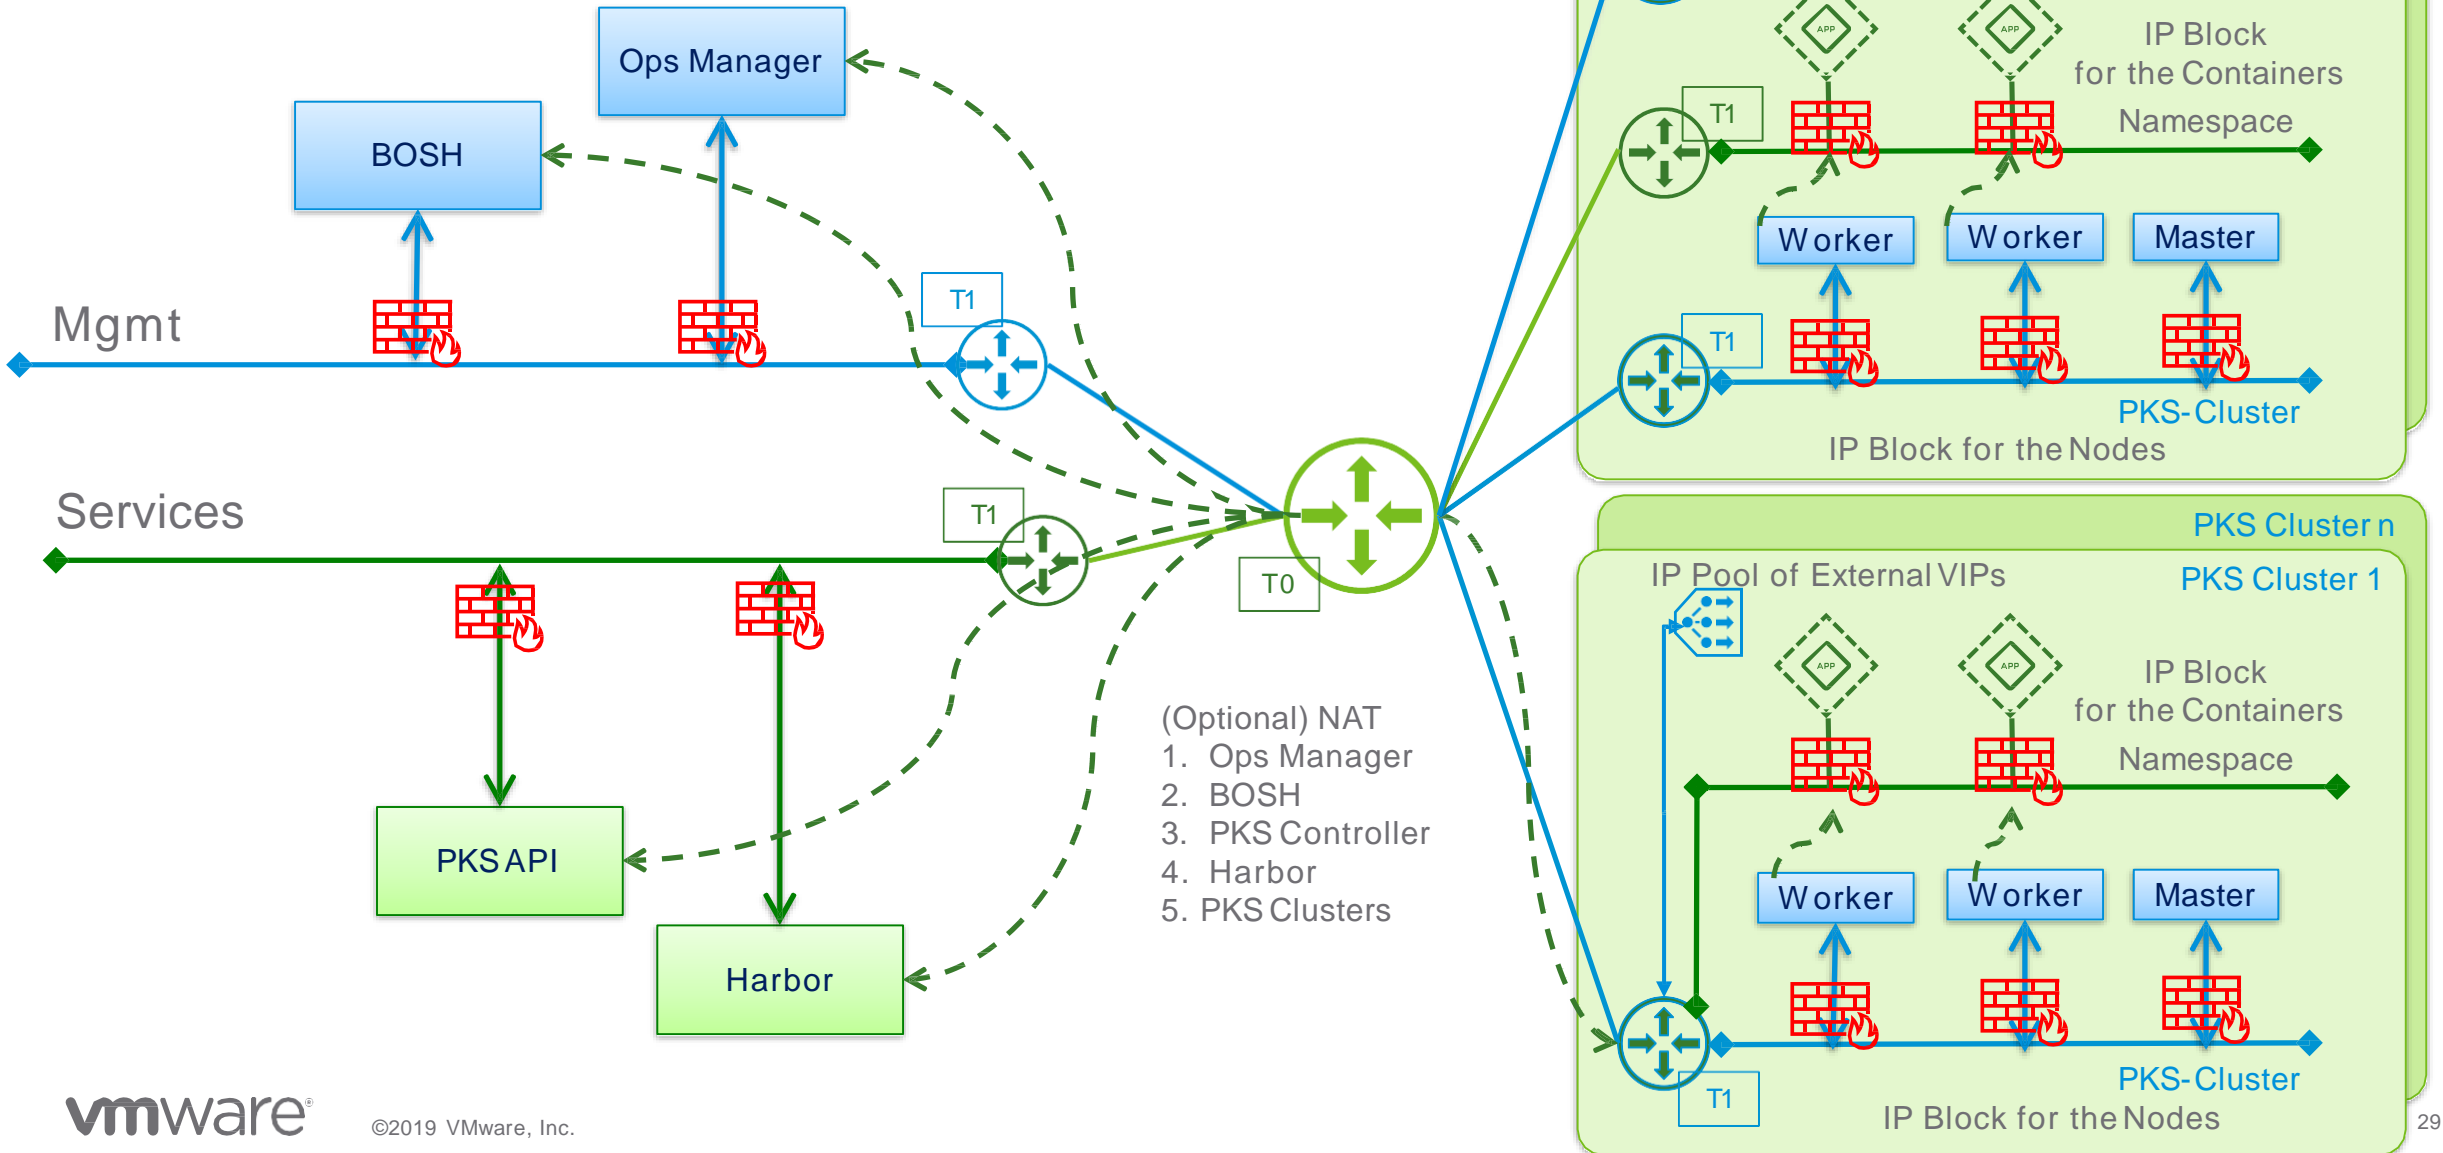 Ops Manager
BOSH
T1
Mgmt
Services
T1
T0
PKS API
Harbor
(Optional) NAT
1. Ops Manager
2. BOSH
3. PKS Controller
4. Harbor
5. PKS Clusters
APP
APP
IP Block
for the Containers
T1
Namespace
Worker
Worker
Master
T1
PKS-Cluster
IP Block for the Nodes
PKS Cluster n
IP Pool of External VIPs
PKS Cluster 1
APP
APP
IP Block
for the Containers
Namespace
Worker
Worker
Master
PKS-Cluster
T1
IP Block for the Nodes
vmware®
©2019 VMware, Inc.
29